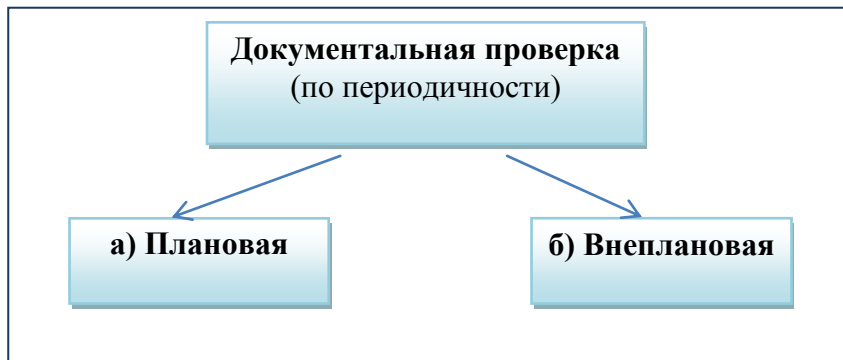 Документальная проверка
(по периодичности)
а) Плановая
б) Внеплановая